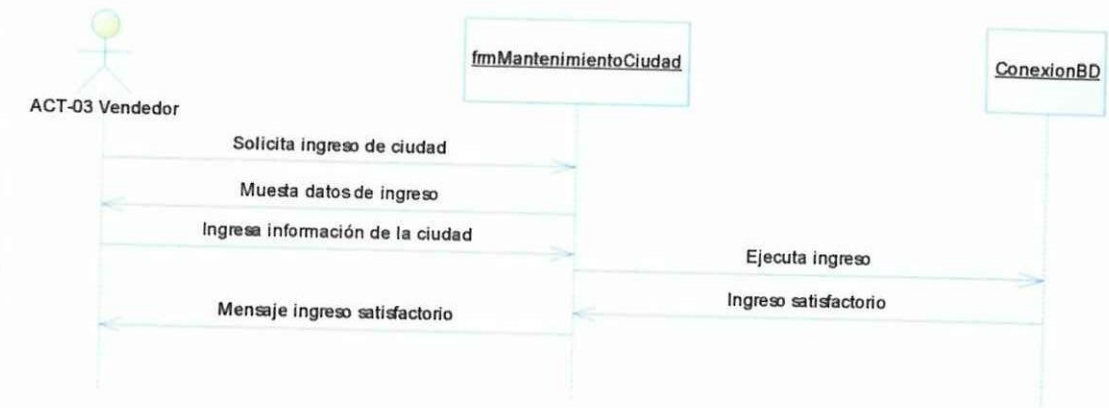 frmMantenimientoCiudad
ConexionBD
ACT-03 Vendedor
Solicita ingreso de ciudad
Muesta datos de ingreso
Ingresa información de la ciudad
Ejecuta ingreso
Ingreso satisfactorio
Mensaje ingreso satisfactorio